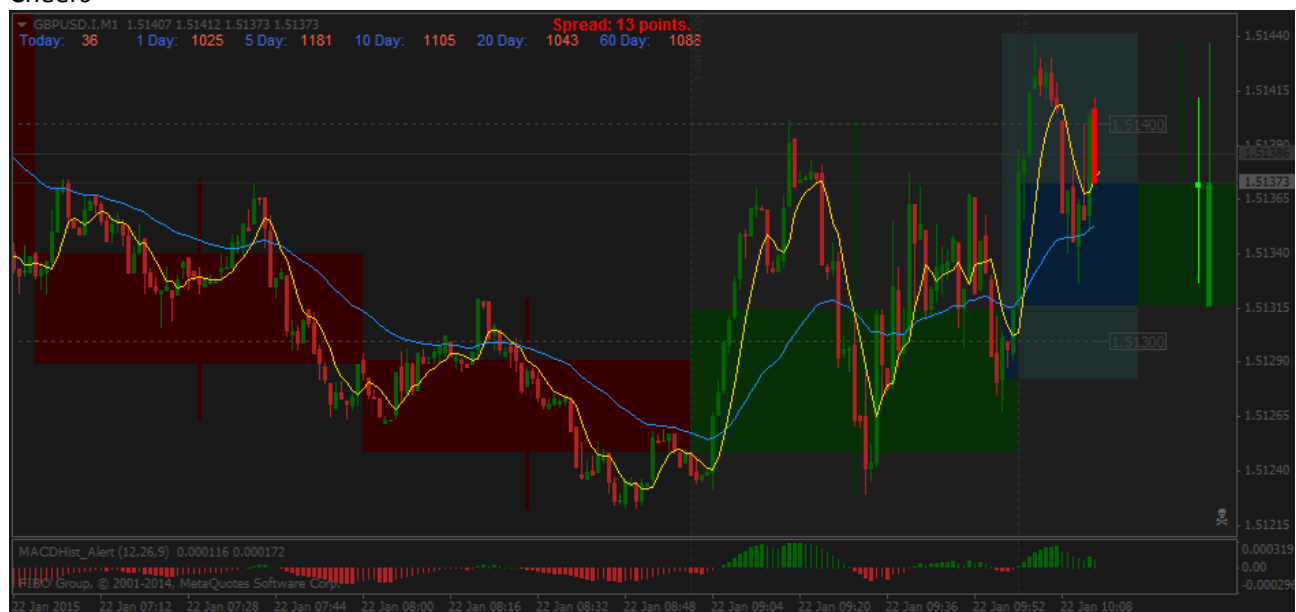 Cheers
GBPUSD.I,M1 1.51407 1.51412 1.51373 1.51373
Spread: 13 points.
Today: 36 1 Day: 1025 5 Day: 1181 10 Day: 1105 20 Day: 1043 60 Day: 1088
1.51440
1.51415
1.51400
1.51390
1.51386
1.51373
1.51365
1.51340
1.51315
1.51300
1.51290
1.51265
1.51240
1.51215
MACDHist_Alert (12,26,9) 0.000116 0.000172
0.000319
0.00
-0.000296
FIBO Group, © 2001-2014, MetaQuotes Software Corp.
22 Jan 2015 22 Jan 07:12 22 Jan 07:28 22 Jan 07:44 22 Jan 08:00 22 Jan 08:16 22 Jan 08:32 22 Jan 08:48 22 Jan 09:04 22 Jan 09:20 22 Jan 09:36 22 Jan 09:52 22 Jan 10:08